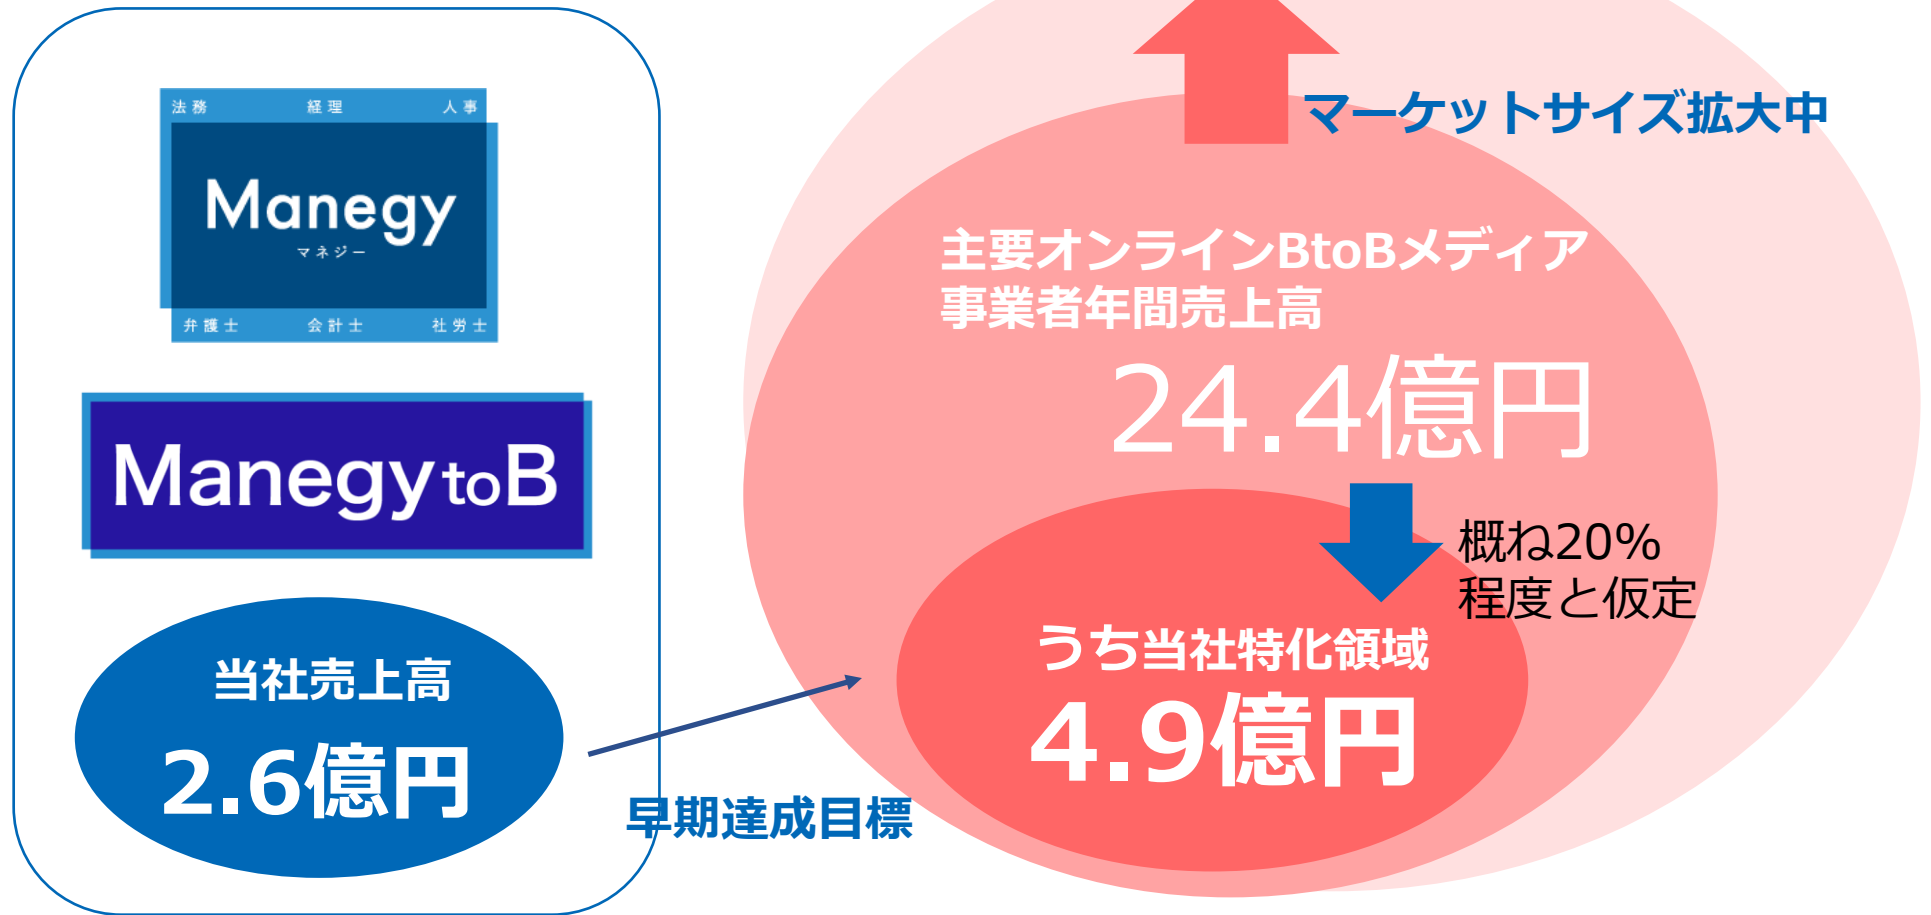 法務 経理 人事
Manegy
マネジー
弁護士 会計士 社労士
Manegy toB
当社売上高
2.6億円
早期達成目標
マーケットサイズ拡大中
主要オンラインBtoBメディア
事業者年間売上高
24.4億円
概ね20%
程度と仮定
うち当社特化領域
4.9億円